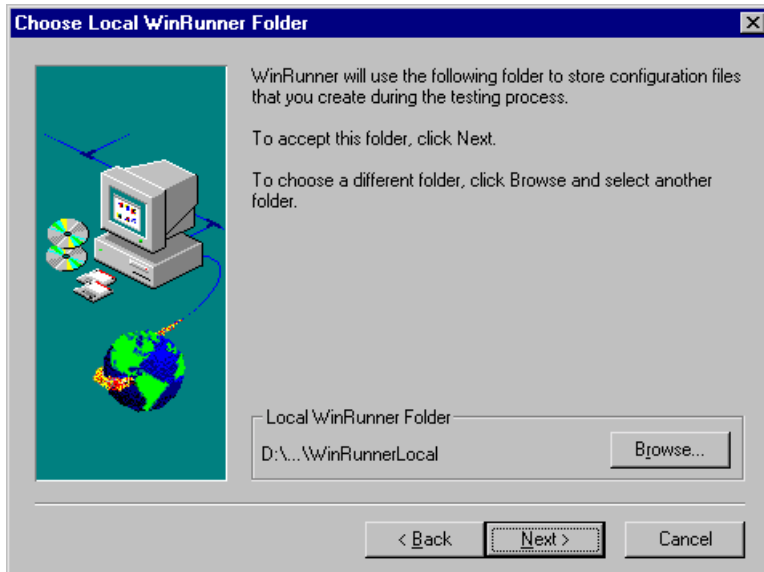 Choose Local WinRunner Folder
WinRunner will use the following folder to store configuration files
that you create during the testing process.
To accept this folder, click Next.
To choose a different folder, click Browse and select another
folder.
Local WinRunner Folder
D:\...\WinRunnerLocal
Browse...
< Back
Next >
Cancel